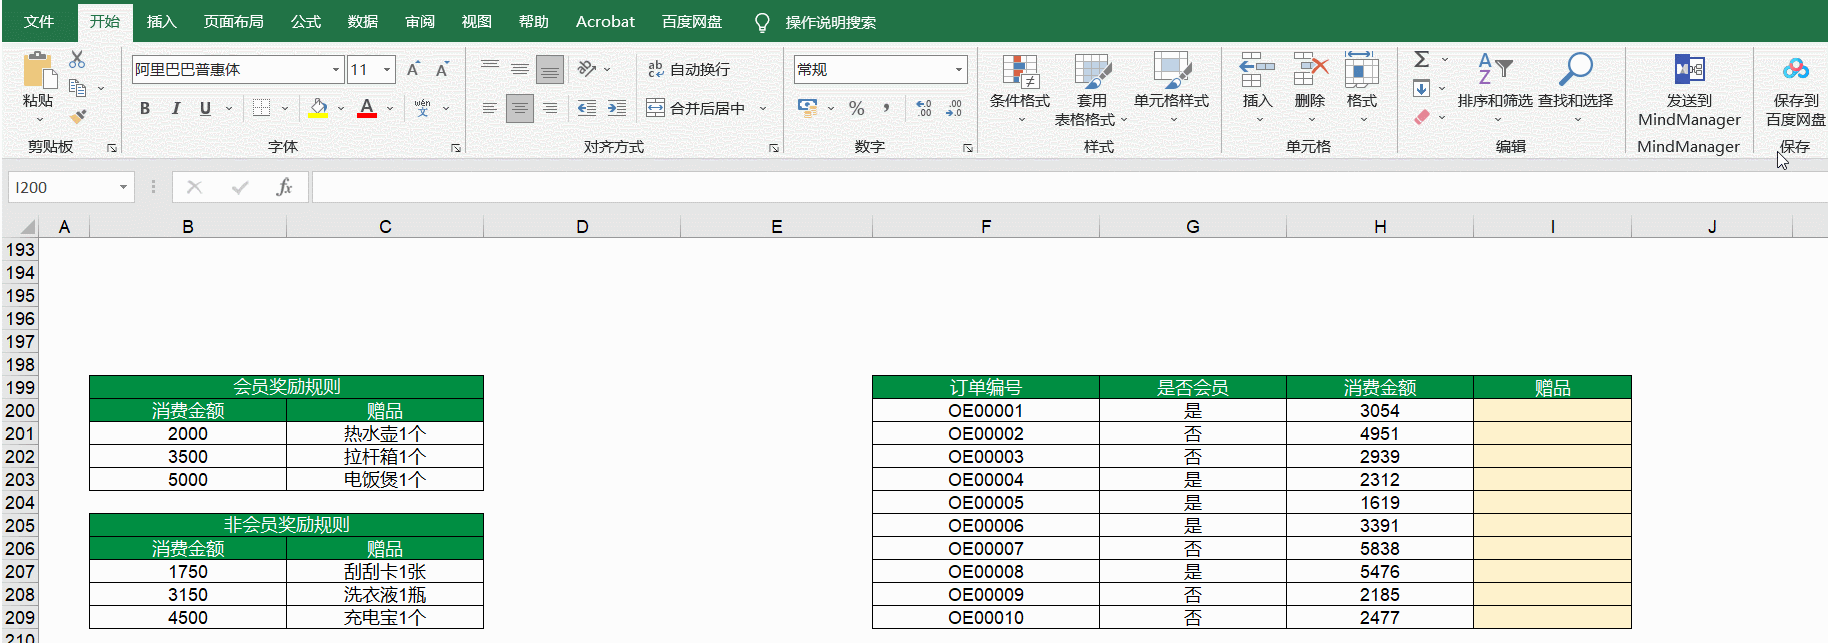 文件 开始 插入 页面布局 公式 数据 审阅 视图 帮助 Acrobat 百度网盘 操作说明搜索
阿里巴巴普惠体 11 A A ab 自动换行 常规 Σ A Z
粘贴 B I U A wén 文 合并后居中 % , 条件格式 套用 表格格式 单元格样式 插入 删除 格式 排序和筛选 查找和选择 发送到 MindManager 保存到 百度网盘
剪贴板 字体 对齐方式 数字 样式 单元格 编辑 MindManager 保存
I200 fx
A B C D E F G H I J
193
194
195
196
197
198
199 会员奖励规则 订单编号 是否会员 消费金额 赠品
200 消费金额 赠品 OE00001 是 3054
201 2000 热水壶1个 OE00002 否 4951
202 3500 拉杆箱1个 OE00003 否 2939
203 5000 电饭煲1个 OE00004 是 2312
204 OE00005 是 1619
205 非会员奖励规则 OE00006 是 3391
206 消费金额 赠品 OE00007 否 5838
207 1750 刮刮卡1张 OE00008 是 5476
208 3150 洗衣液1瓶 OE00009 否 2185
209 4500 充电宝1个 OE00010 否 2477
210